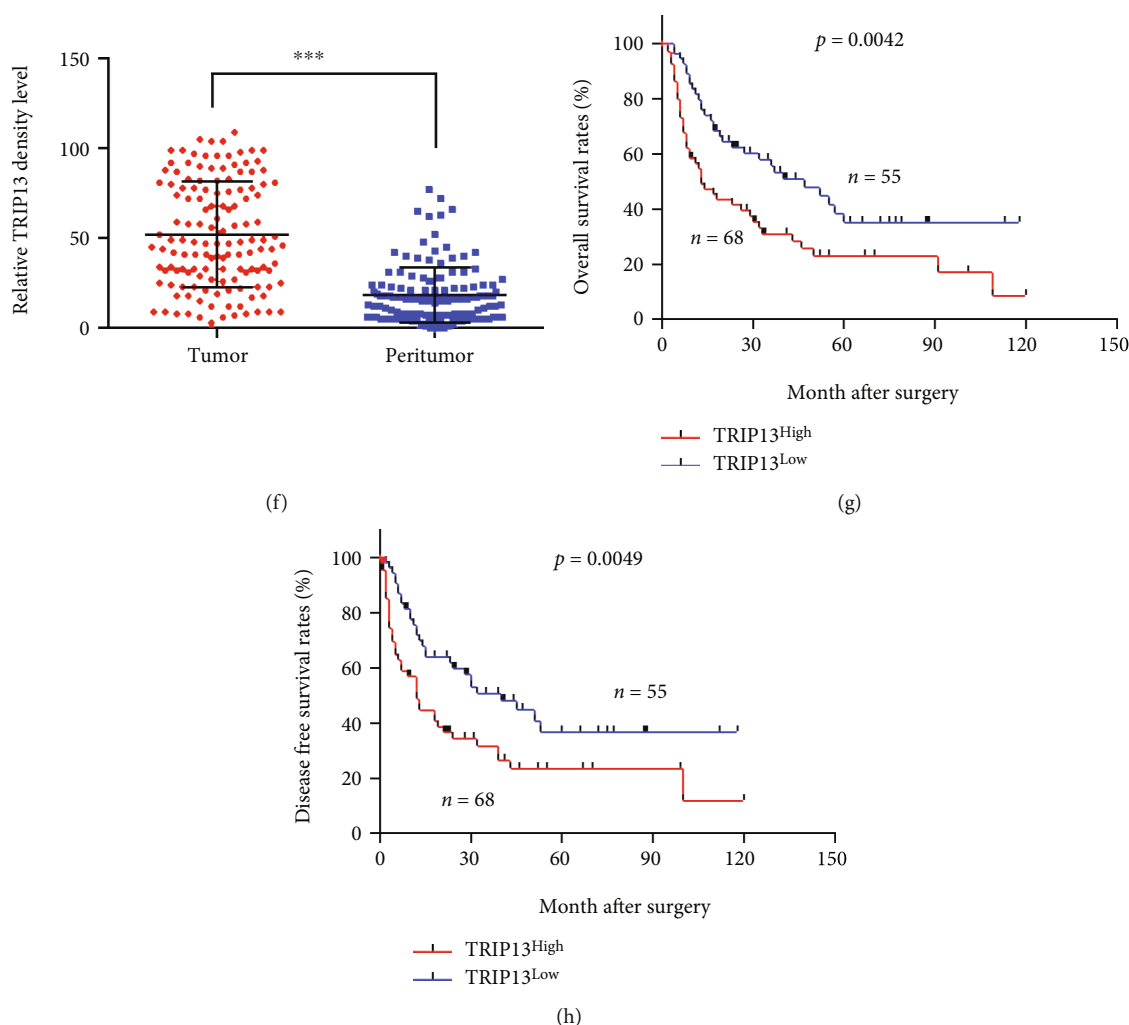 150
100
50
0
Relative TRIP13 density level
***
Tumor
Peritumor
(f)
100
80
60
40
20
0
Overall survival rates (%)
p = 0.0042
n = 55
n = 68
0 30 60 90 120 150
Month after surgery
TRIP13High
TRIP13Low
(g)
100
80
60
40
20
0
Disease free survival rates (%)
p = 0.0049
n = 55
n = 68
0 30 60 90 120 150
Month after surgery
TRIP13High
TRIP13Low
(h)